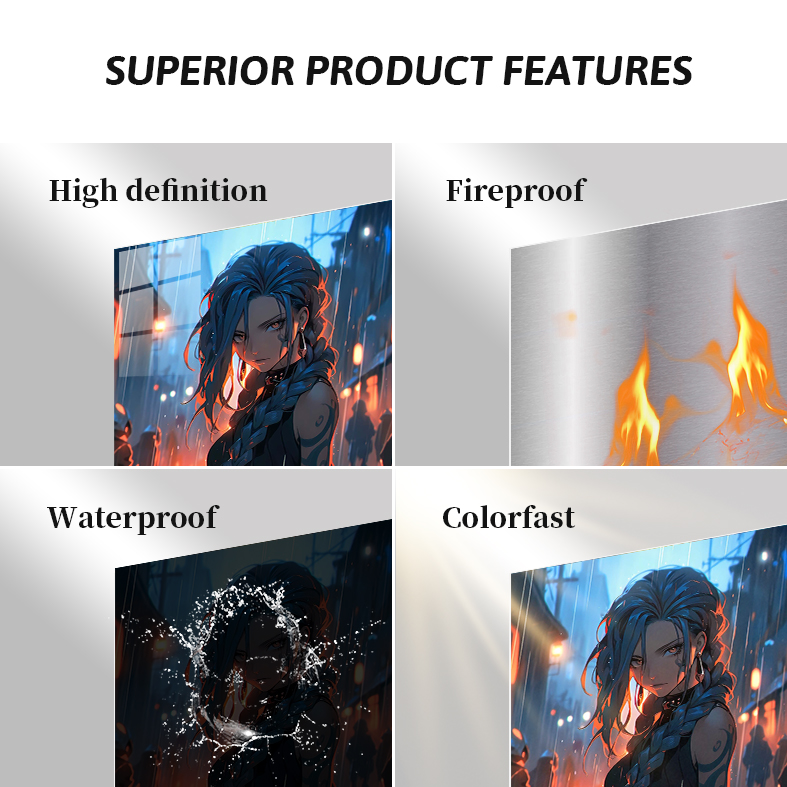 SUPERIOR PRODUCT FEATURES
High definition
Fireproof
Waterproof
Colorfast